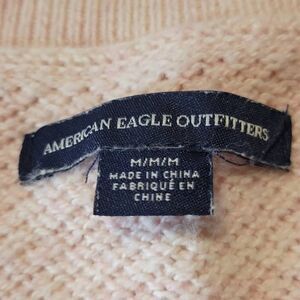 AMERICAN EAGLE OUTFITTERS
M/M/M
MADE IN CHINA
FABRIQUÉ EN
CHINE